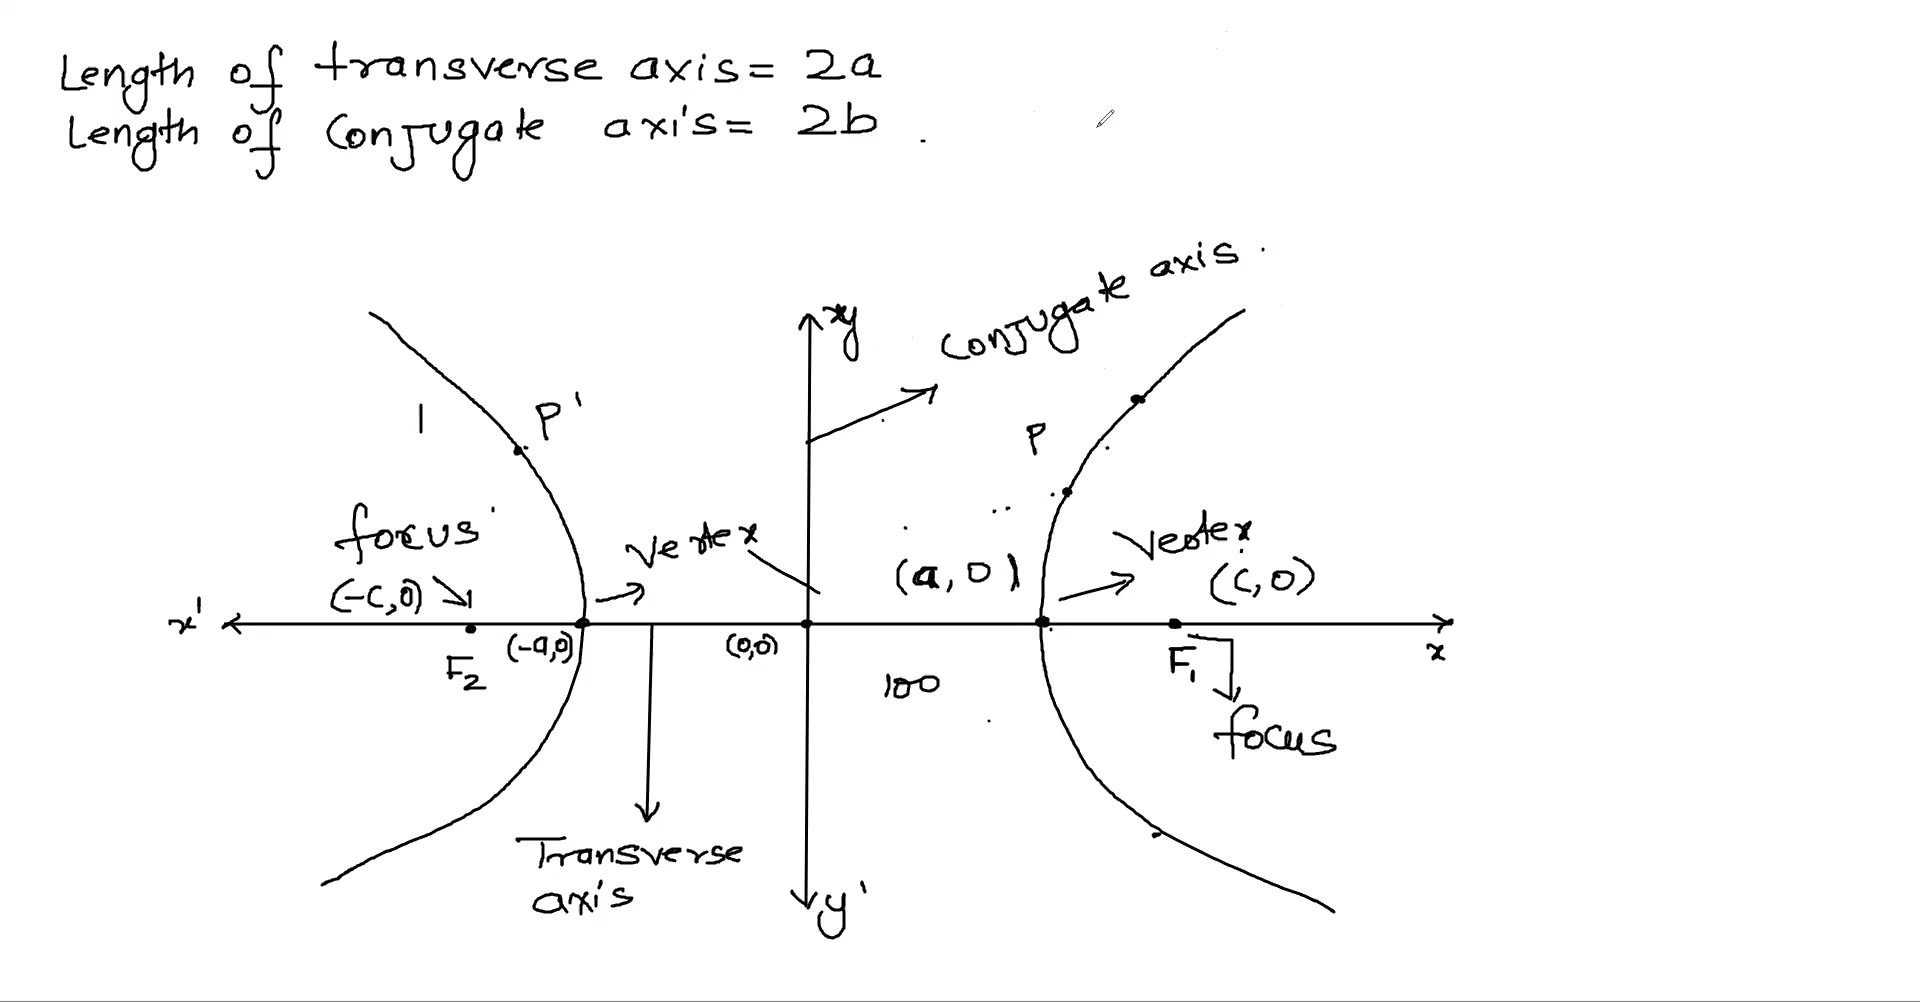 Length of transverse axis = 2a
Length of Conjugate axis = 2b .
Conjugate axis .
y
P'
P
focus
(-c,0)
Vertex
(a,0)
Vertex
(c,0)
x'
(-a,0)
(0,0)
x
F2
F1
100
focus
Transverse
axis
y'